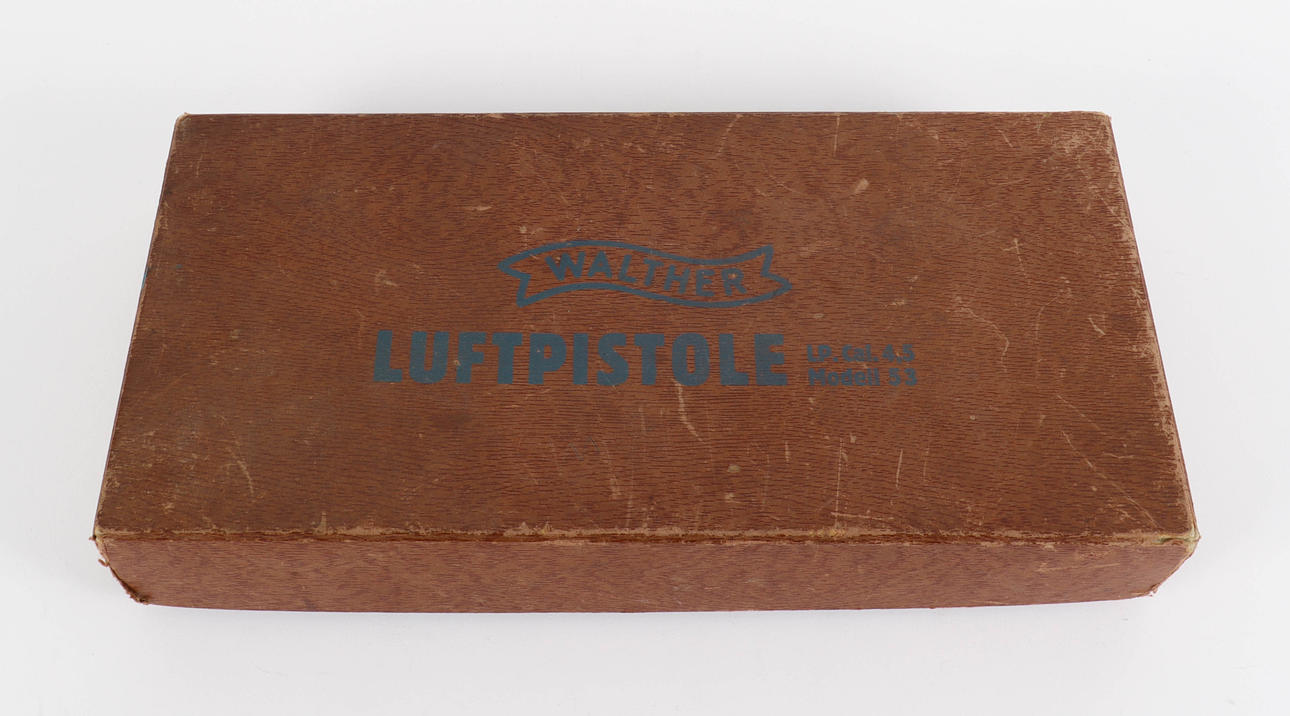 WALTHER
LUFTPISTOLE
LP. Cal. 4,5
Modell 53